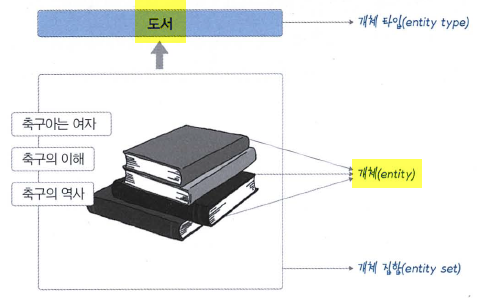 도서
개체 타입(entity type)
축구아는 여자
축구의 이해
개체(entity)
축구의 역사
개체 집합(entity set)